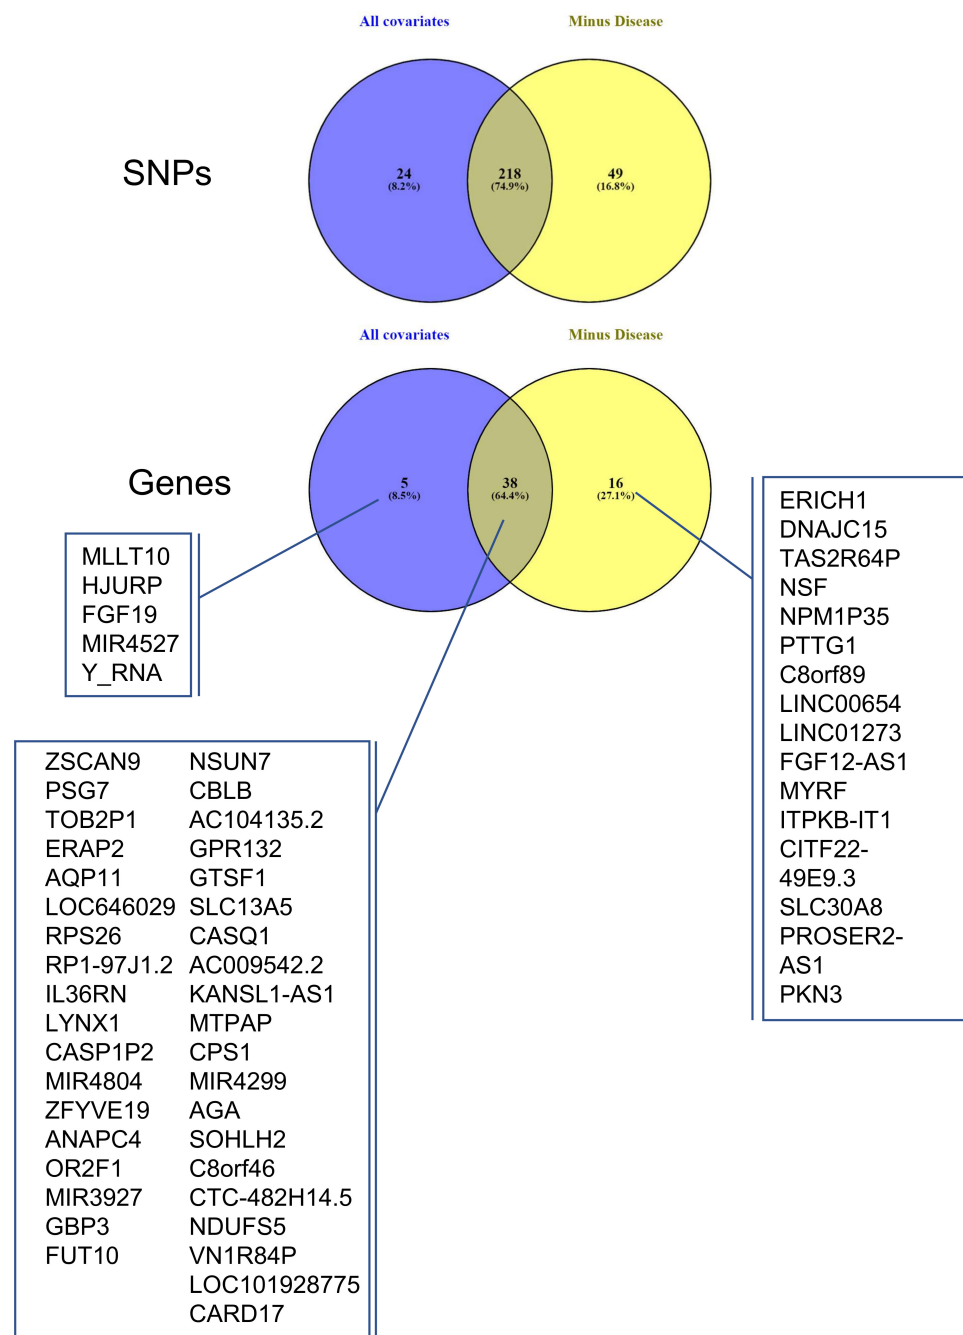 All covariates
Minus Disease
SNPs
24
(8.2%)
218
(74.9%)
49
(16.8%)
All covariates
Minus Disease
Genes
5
(8.5%)
38
(64.4%)
16
(27.1%)
MLLT10
HJURP
FGF19
MIR4527
Y_RNA
ERICH1
DNAJC15
TAS2R64P
NSF
NPM1P35
PTTG1
C8orf89
LINC00654
LINC01273
FGF12-AS1
MYRF
ITPKB-IT1
CITF22-
49E9.3
SLC30A8
PROSER2-
AS1
PKN3
ZSCAN9
PSG7
TOB2P1
ERAP2
AQP11
LOC646029
RPS26
RP1-97J1.2
IL36RN
LYNX1
CASP1P2
MIR4804
ZFYVE19
ANAPC4
OR2F1
MIR3927
GBP3
FUT10
NSUN7
CBLB
AC104135.2
GPR132
GTSF1
SLC13A5
CASQ1
AC009542.2
KANSL1-AS1
MTPAP
CPS1
MIR4299
AGA
SOHLH2
C8orf46
CTC-482H14.5
NDUFS5
VN1R84P
LOC101928775
CARD17